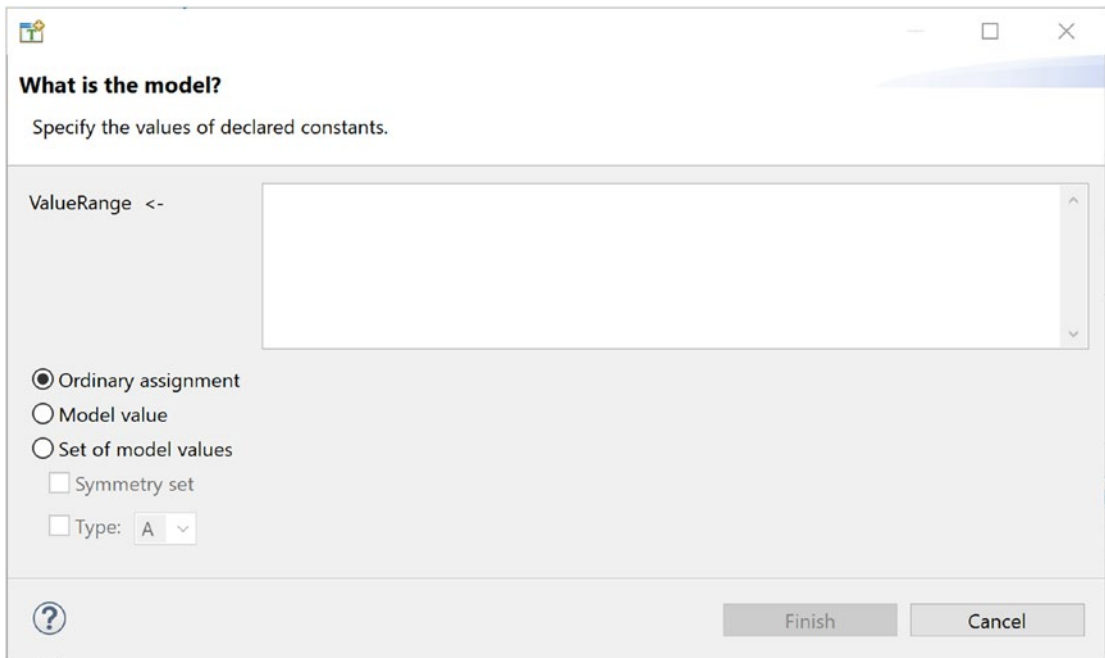 What is the model?
Specify the values of declared constants.
ValueRange <-
Ordinary assignment
Model value
Set of model values
Symmetry set
Type: A
Finish Cancel